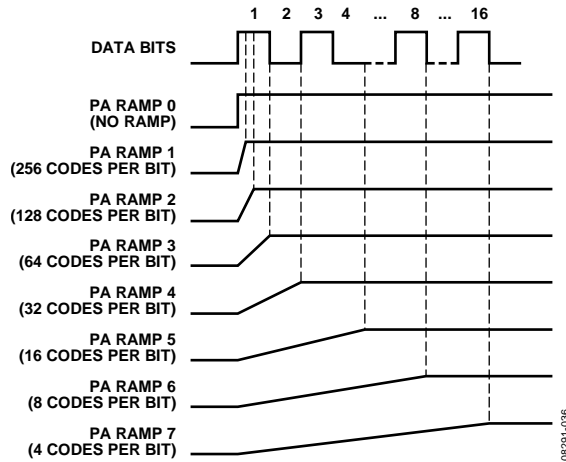 1 2 3 4 ... 8 ... 16
DATA BITS
PA RAMP 0
(NO RAMP)
PA RAMP 1
(256 CODES PER BIT)
PA RAMP 2
(128 CODES PER BIT)
PA RAMP 3
(64 CODES PER BIT)
PA RAMP 4
(32 CODES PER BIT)
PA RAMP 5
(16 CODES PER BIT)
PA RAMP 6
(8 CODES PER BIT)
PA RAMP 7
(4 CODES PER BIT)
08291-036